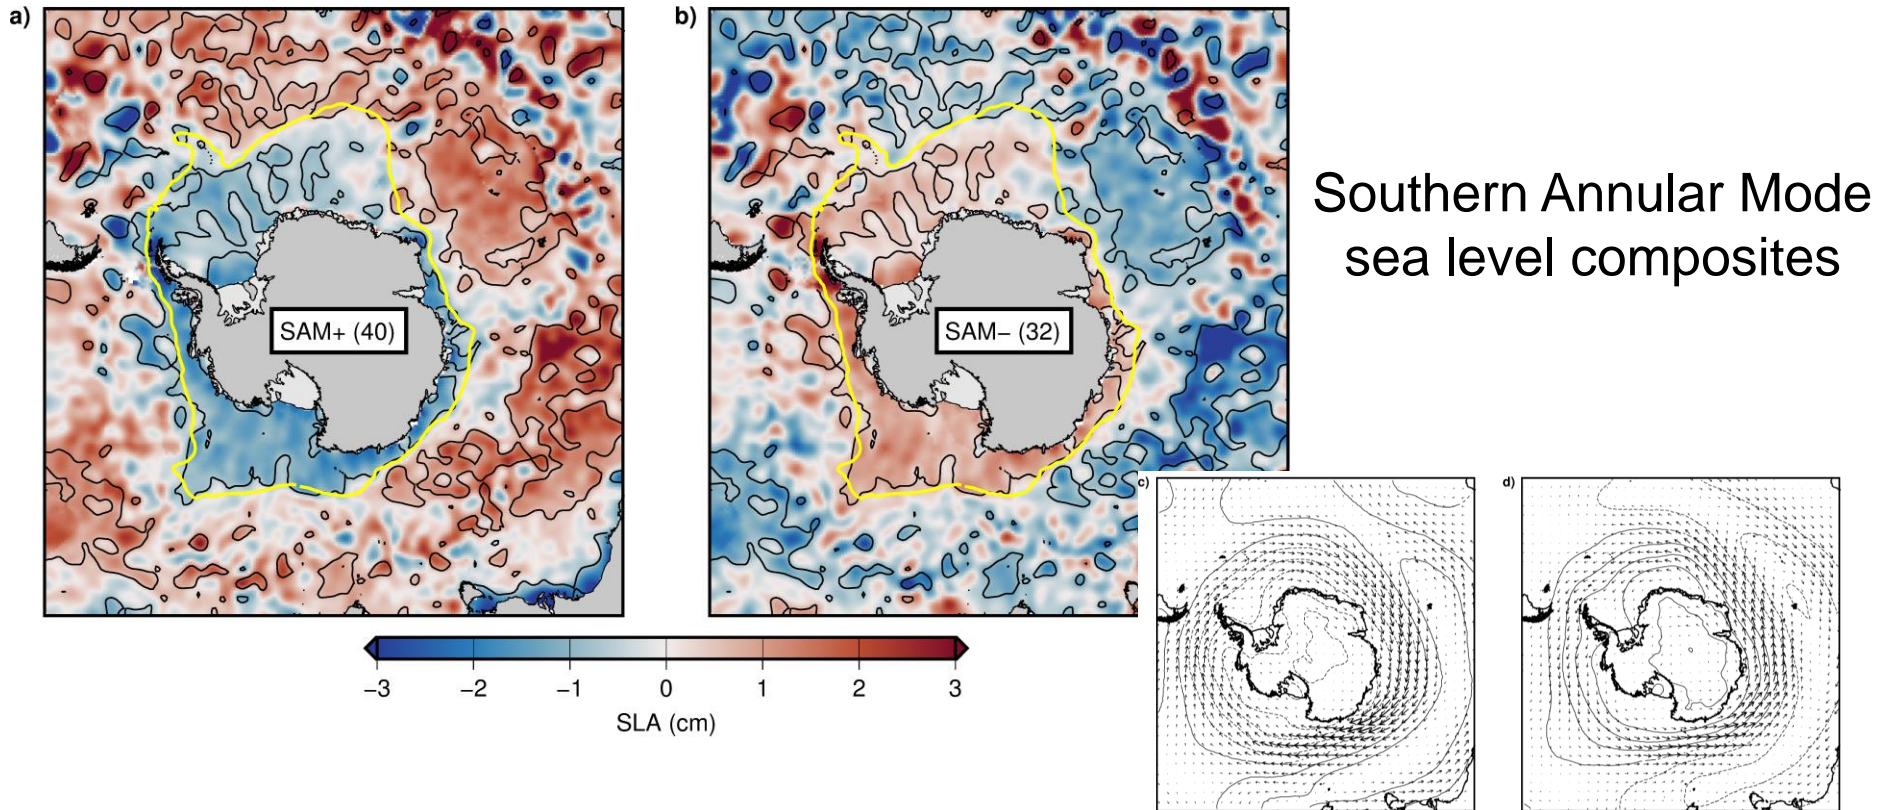 a)
b)
SAM+ (40)
SAM− (32)
Southern Annular Mode
sea level composites
c)
d)
−3 −2 −1 0 1 2 3
SLA (cm)